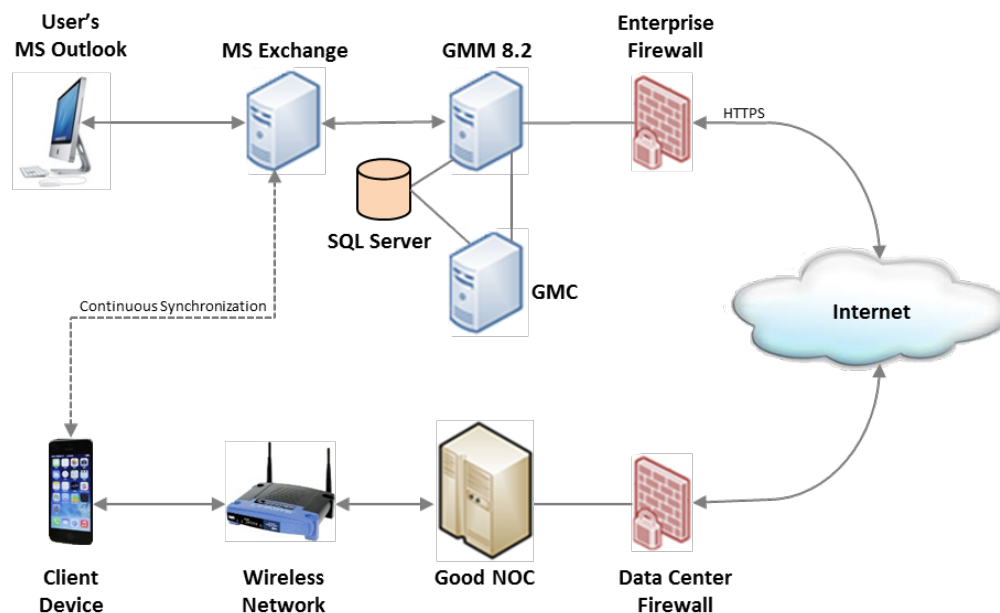 User's
MS Outlook
MS Exchange
GMM 8.2
Enterprise
Firewall
HTTPS
SQL Server
GMC
Continuous Synchronization
Internet
Client
Device
Wireless
Network
Good NOC
Data Center
Firewall